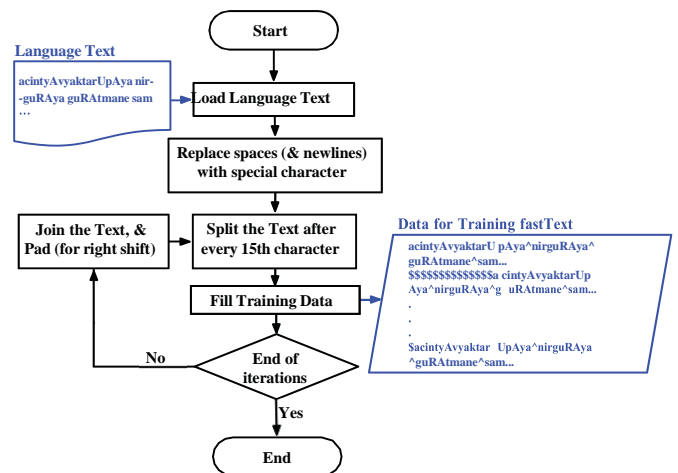 Start
Language Text
acintyAvyaktarUpAya nir-
-guRAya guRAtmane sam
...
Load Language Text
Replace spaces (& newlines)
with special character
Join the Text, &
Pad (for right shift)
Split the Text after
every 15th character
Data for Training fastText
acintyAvyaktarU pAya^nirguRAya^
guRAtmane^sam...
$$$$$$$$$$$$$$a cintyAvyaktarUp
Aya^nirguRAya^g uRAtmane^sam...
.
.
.
$acintyAvyaktar UpAya^nirguRAya
^guRAtmane^sam...
Fill Training Data
No
End of
iterations
Yes
End